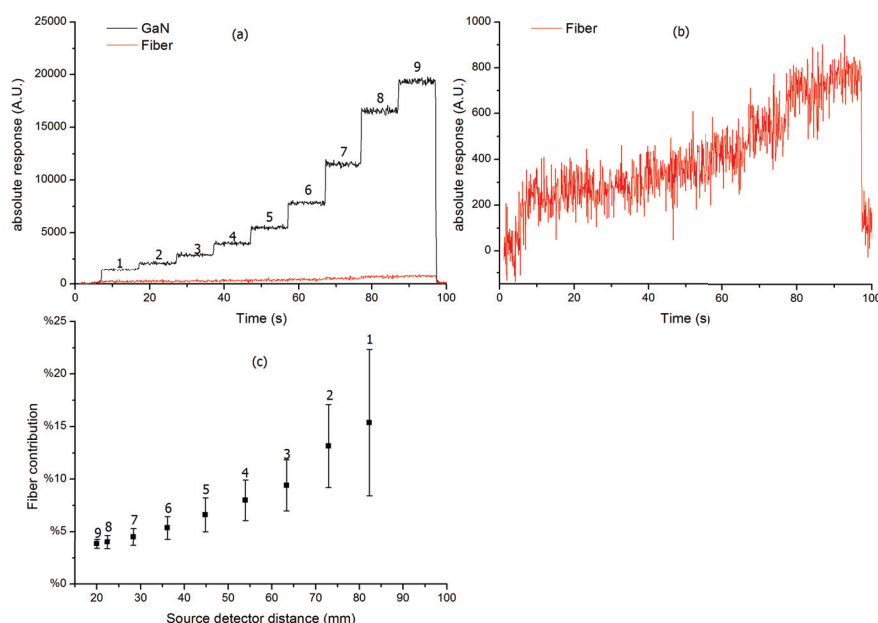 GaN
Fiber
(a)
absolute response (A.U.)
25000
20000
15000
10000
5000
0
1
2
3
4
5
6
7
8
9
0 20 40 60 80 100
Time (s)
Fiber
(b)
absolute response (A.U.)
1000
800
600
400
200
0
0 20 40 60 80 100
Time (s)
(c)
Fiber contribution
%25
%20
%15
%10
%5
%0
9
8
7
6
5
4
3
2
1
20 30 40 50 60 70 80 90 100
Source detector distance (mm)